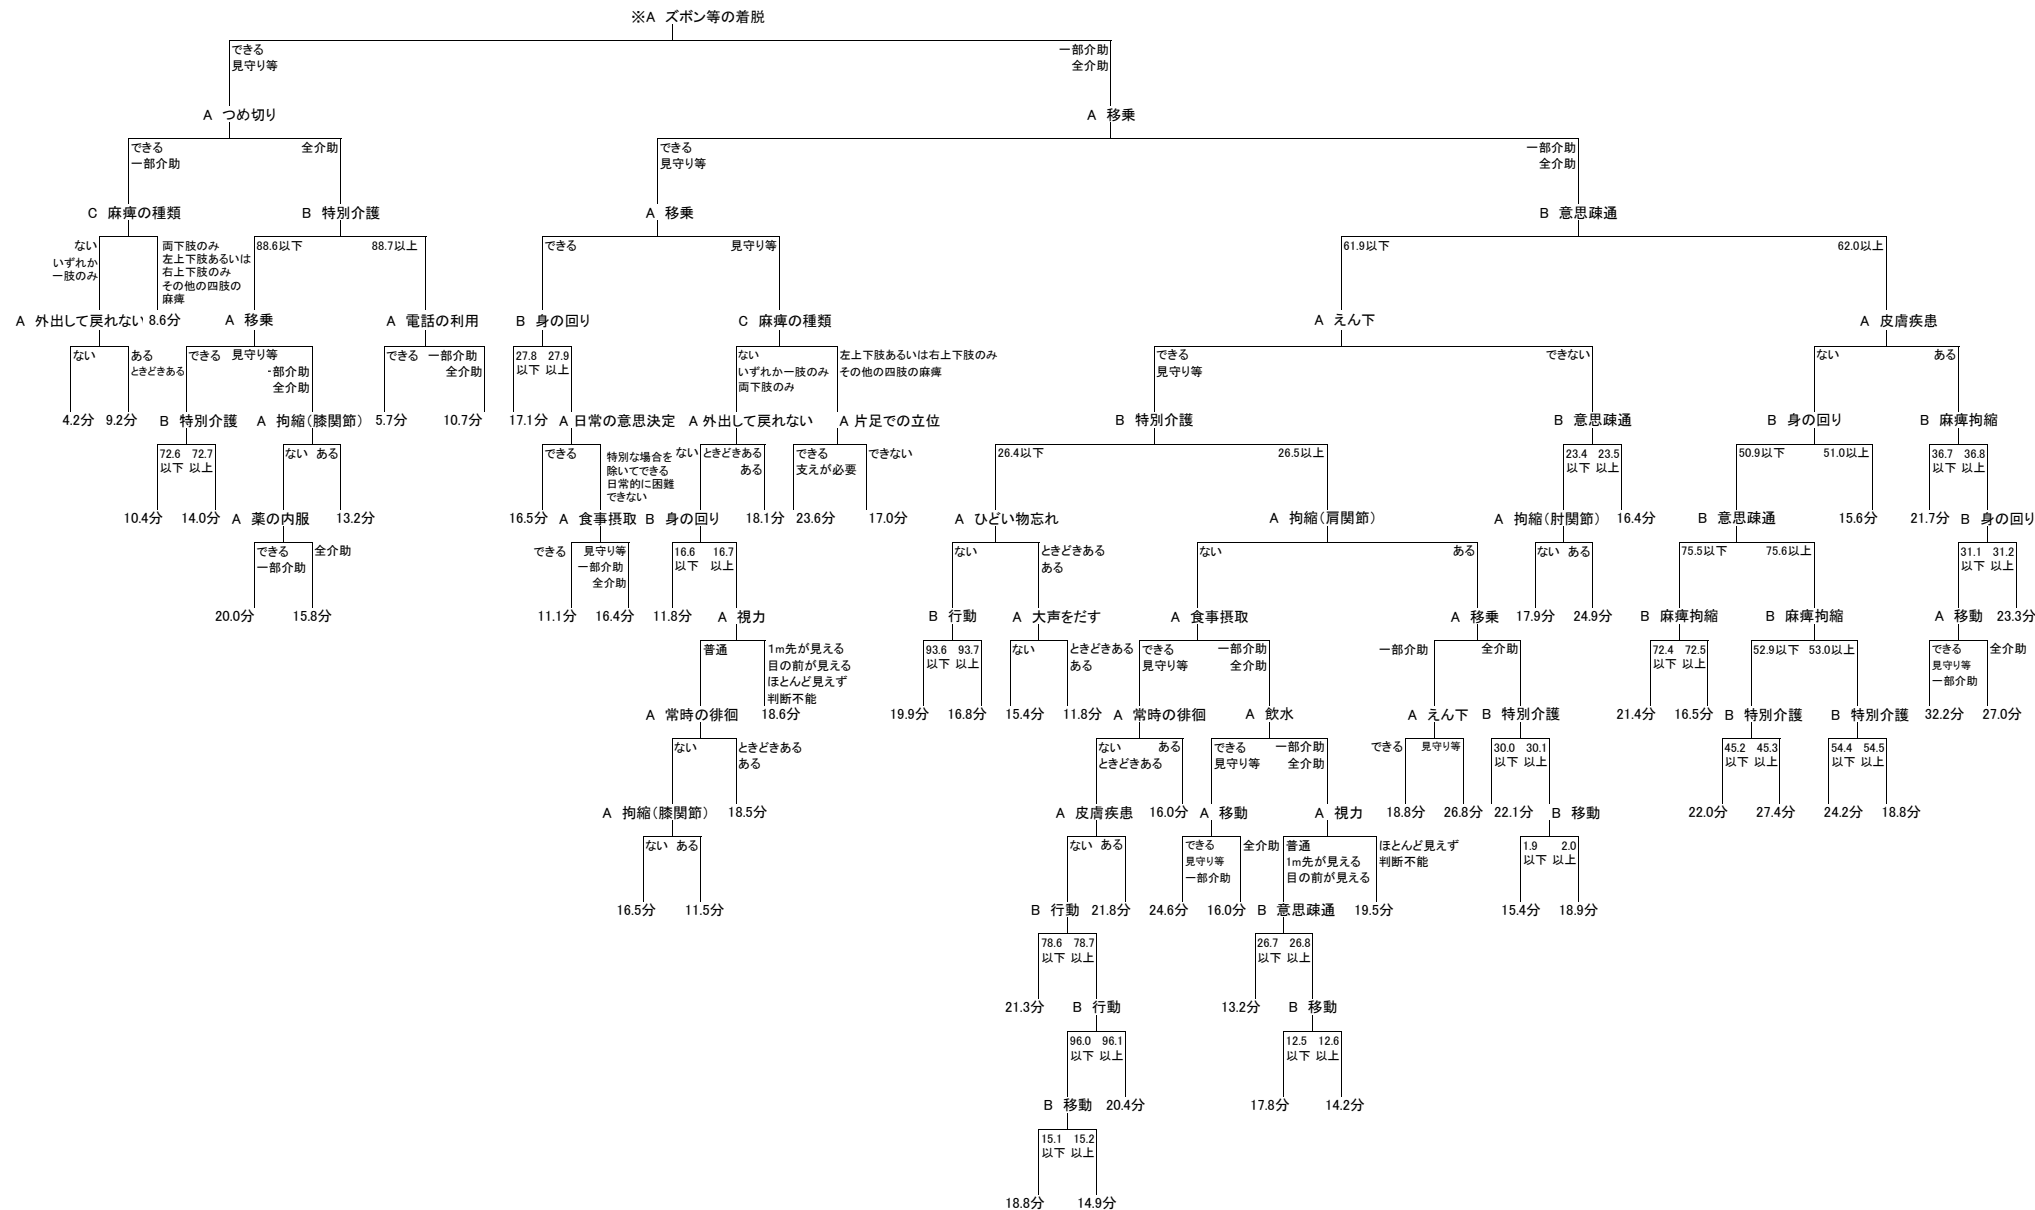 ※A ズボン等の着脱
できる 一部介助
見守り等 全介助
A つめ切り A 移乗
できる 全介助 できる 一部介助
一部介助 見守り等 全介助
C 麻痺の種類 B 特別介護 A 移乗 B 意思疎通
ない 両下肢のみ 88.6以下 88.7以上 できる 見守り等 61.9以下 62.0以上
いずれか 左上下肢あるいは
一肢のみ 右上下肢のみ
その他の四肢の
麻痺
A 外出して戻れない 8.6分 A 移乗 A 電話の利用 B 身の回り C 麻痺の種類 A えん下 A 皮膚疾患
ない ある できる 見守り等 できる 一部介助 27.8 27.9 ない 左上下肢あるいは右上下肢のみ できる できない ない ある
ときどきある -部介助 全介助 以下 以上 いずれか一肢のみ その他の四肢の麻痺 見守り等
全介助 両下肢のみ
4.2分 9.2分 B 特別介護 A 拘縮（膝関節） 5.7分 10.7分 17.1分 A 日常の意思決定 A 外出して戻れない A 片足での立位 B 特別介護 B 意思疎通 B 身の回り B 麻痺拘縮
72.6 72.7 ない ある できる 特別な場合を ない ときどきある できる できない 26.4以下 26.5以上 23.4 23.5 50.9以下 51.0以上 36.7 36.8
以下 以上 除いてできる ある 支えが必要 以下 以上 以下 以上
日常的に困難
できない
10.4分 14.0分 A 薬の内服 13.2分 16.5分 A 食事摂取 B 身の回り 18.1分 23.6分 17.0分 A ひどい物忘れ A 拘縮（肩関節） A 拘縮（肘関節） 16.4分 B 意思疎通 15.6分 21.7分 B 身の回り
できる 全介助 できる 見守り等 16.6 16.7 ない ときどきある ない ある ない ある 75.5以下 75.6以上 31.1 31.2
一部介助 一部介助 以下 以上 ある 以下 以上
全介助
20.0分 15.8分 11.1分 16.4分 11.8分 A 視力 B 行動 A 大声をだす A 食事摂取 A 移乗 17.9分 24.9分 B 麻痺拘縮 B 麻痺拘縮 A 移動 23.3分
普通 1m先が見える 93.6 93.7 ない ときどきある できる 一部介助 一部介助 全介助 72.4 72.5 52.9以下 53.0以上 できる 全介助
目の前が見える 以下 以上 ある 見守り等 全介助 以下 以上 見守り等
ほとんど見えず 一部介助
判断不能
A 常時の徘徊 18.6分 19.9分 16.8分 15.4分 11.8分 A 常時の徘徊 A 飲水 A えん下 B 特別介護 21.4分 16.5分 B 特別介護 B 特別介護 32.2分 27.0分
ない ときどきある ない ある できる 一部介助 できる 見守り等 30.0 30.1 45.2 45.3 54.4 54.5
ある ときどきある 見守り等 全介助 以下 以上 以下 以上 以下 以上
A 拘縮（膝関節） 18.5分 A 皮膚疾患 16.0分 A 移動 A 視力 18.8分 26.8分 22.1分 B 移動 22.0分 27.4分 24.2分 18.8分
ない ある ない ある できる 全介助 普通 ほとんど見えず 1.9 2.0
見守り等 1m先が見える 判断不能 以下 以上
一部介助 目の前が見える
16.5分 11.5分 B 行動 21.8分 24.6分 16.0分 B 意思疎通 19.5分 15.4分 18.9分
78.6 78.7 26.7 26.8
以下 以上 以下 以上
21.3分 B 行動 13.2分 B 移動
96.0 96.1 12.5 12.6
以下 以上 以下 以上
B 移動 20.4分 17.8分 14.2分
15.1 15.2
以下 以上
18.8分 14.9分